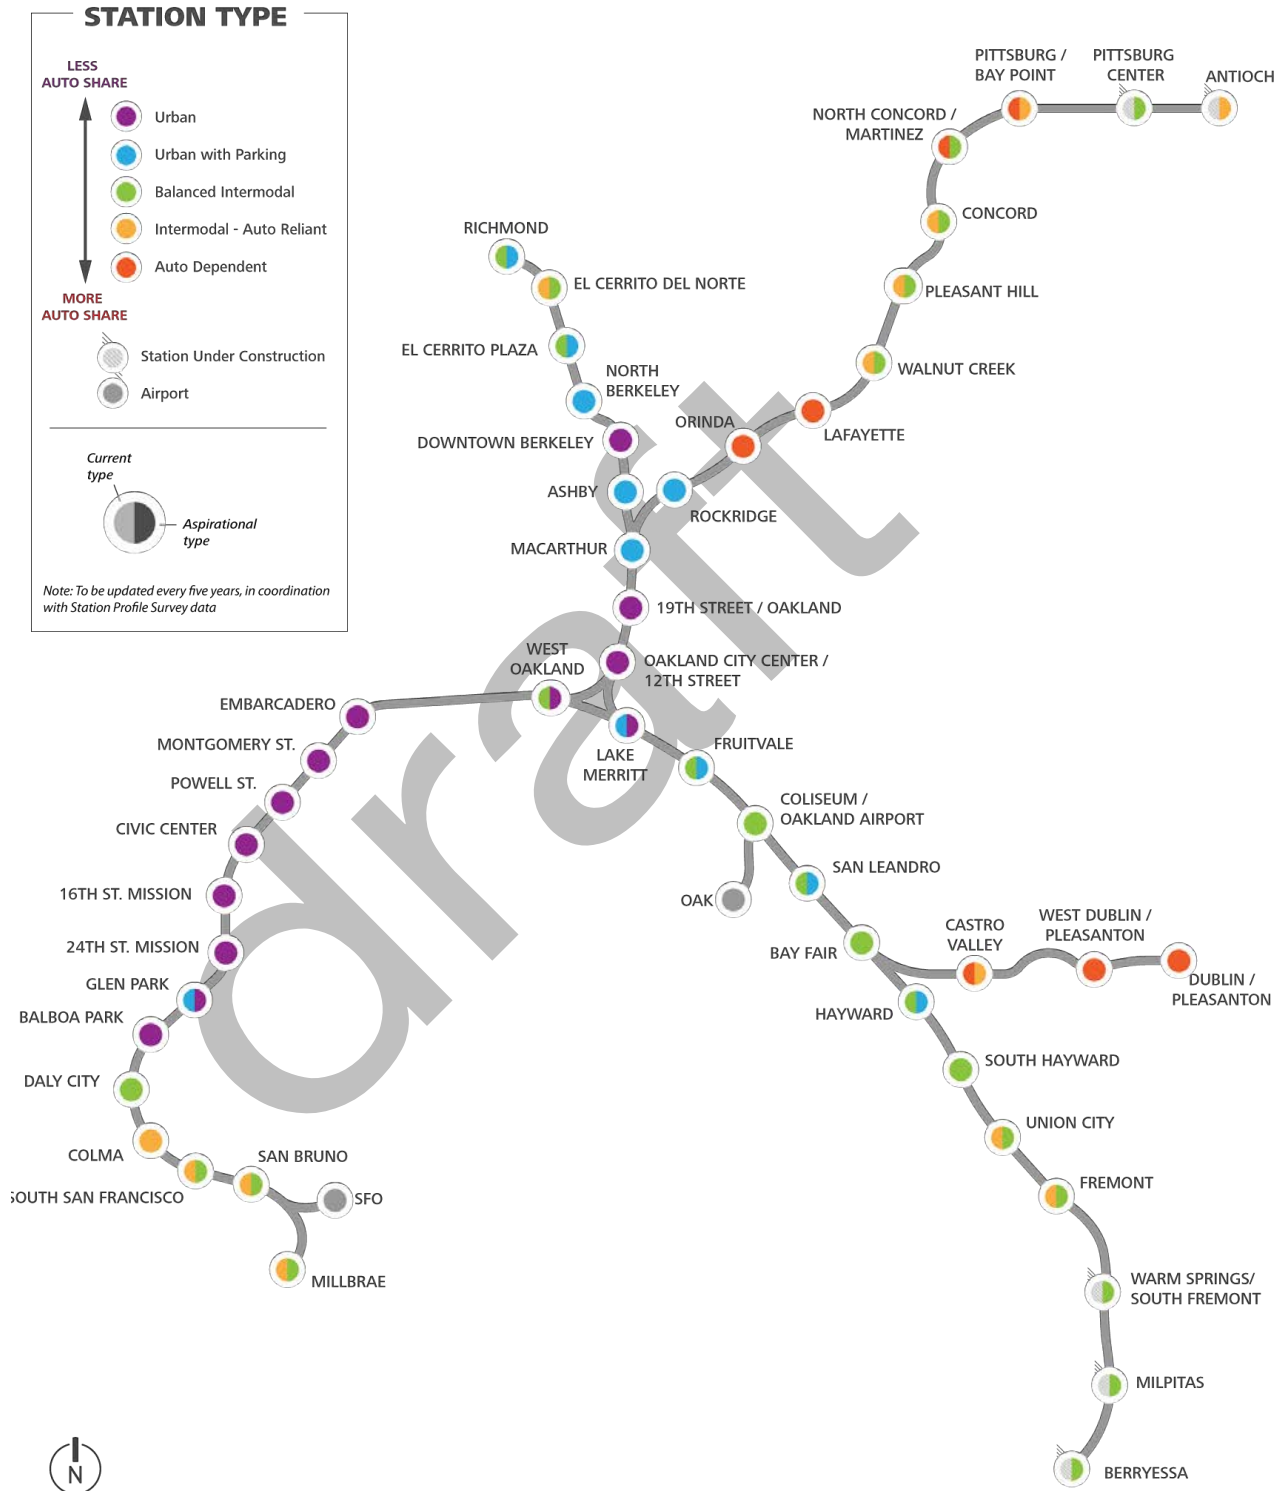 STATION TYPE
LESS
AUTO SHARE
Urban
Urban with Parking
Balanced Intermodal
Intermodal - Auto Reliant
Auto Dependent
MORE
AUTO SHARE
Station Under Construction
Airport
Current
type
Aspirational
type
Note: To be updated every five years, in coordination
with Station Profile Survey data
PITTSBURG /
BAY POINT
PITTSBURG
CENTER
ANTIOCH
NORTH CONCORD /
MARTINEZ
CONCORD
PLEASANT HILL
WALNUT CREEK
LAFAYETTE
ORINDA
ROCKRIDGE
RICHMOND
EL CERRITO DEL NORTE
EL CERRITO PLAZA
NORTH
BERKELEY
DOWNTOWN BERKELEY
ASHBY
MACARTHUR
19TH STREET / OAKLAND
OAKLAND CITY CENTER /
12TH STREET
WEST
OAKLAND
LAKE
MERRITT
EMBARCADERO
MONTGOMERY ST.
POWELL ST.
CIVIC CENTER
16TH ST. MISSION
24TH ST. MISSION
GLEN PARK
BALBOA PARK
DALY CITY
COLMA
SOUTH SAN FRANCISCO
SAN BRUNO
SFO
MILLBRAE
FRUITVALE
COLISEUM /
OAKLAND AIRPORT
OAK
SAN LEANDRO
BAY FAIR
CASTRO
VALLEY
WEST DUBLIN /
PLEASANTON
DUBLIN /
PLEASANTON
HAYWARD
SOUTH HAYWARD
UNION CITY
FREMONT
WARM SPRINGS/
SOUTH FREMONT
MILPITAS
BERRYESSA
draft
N